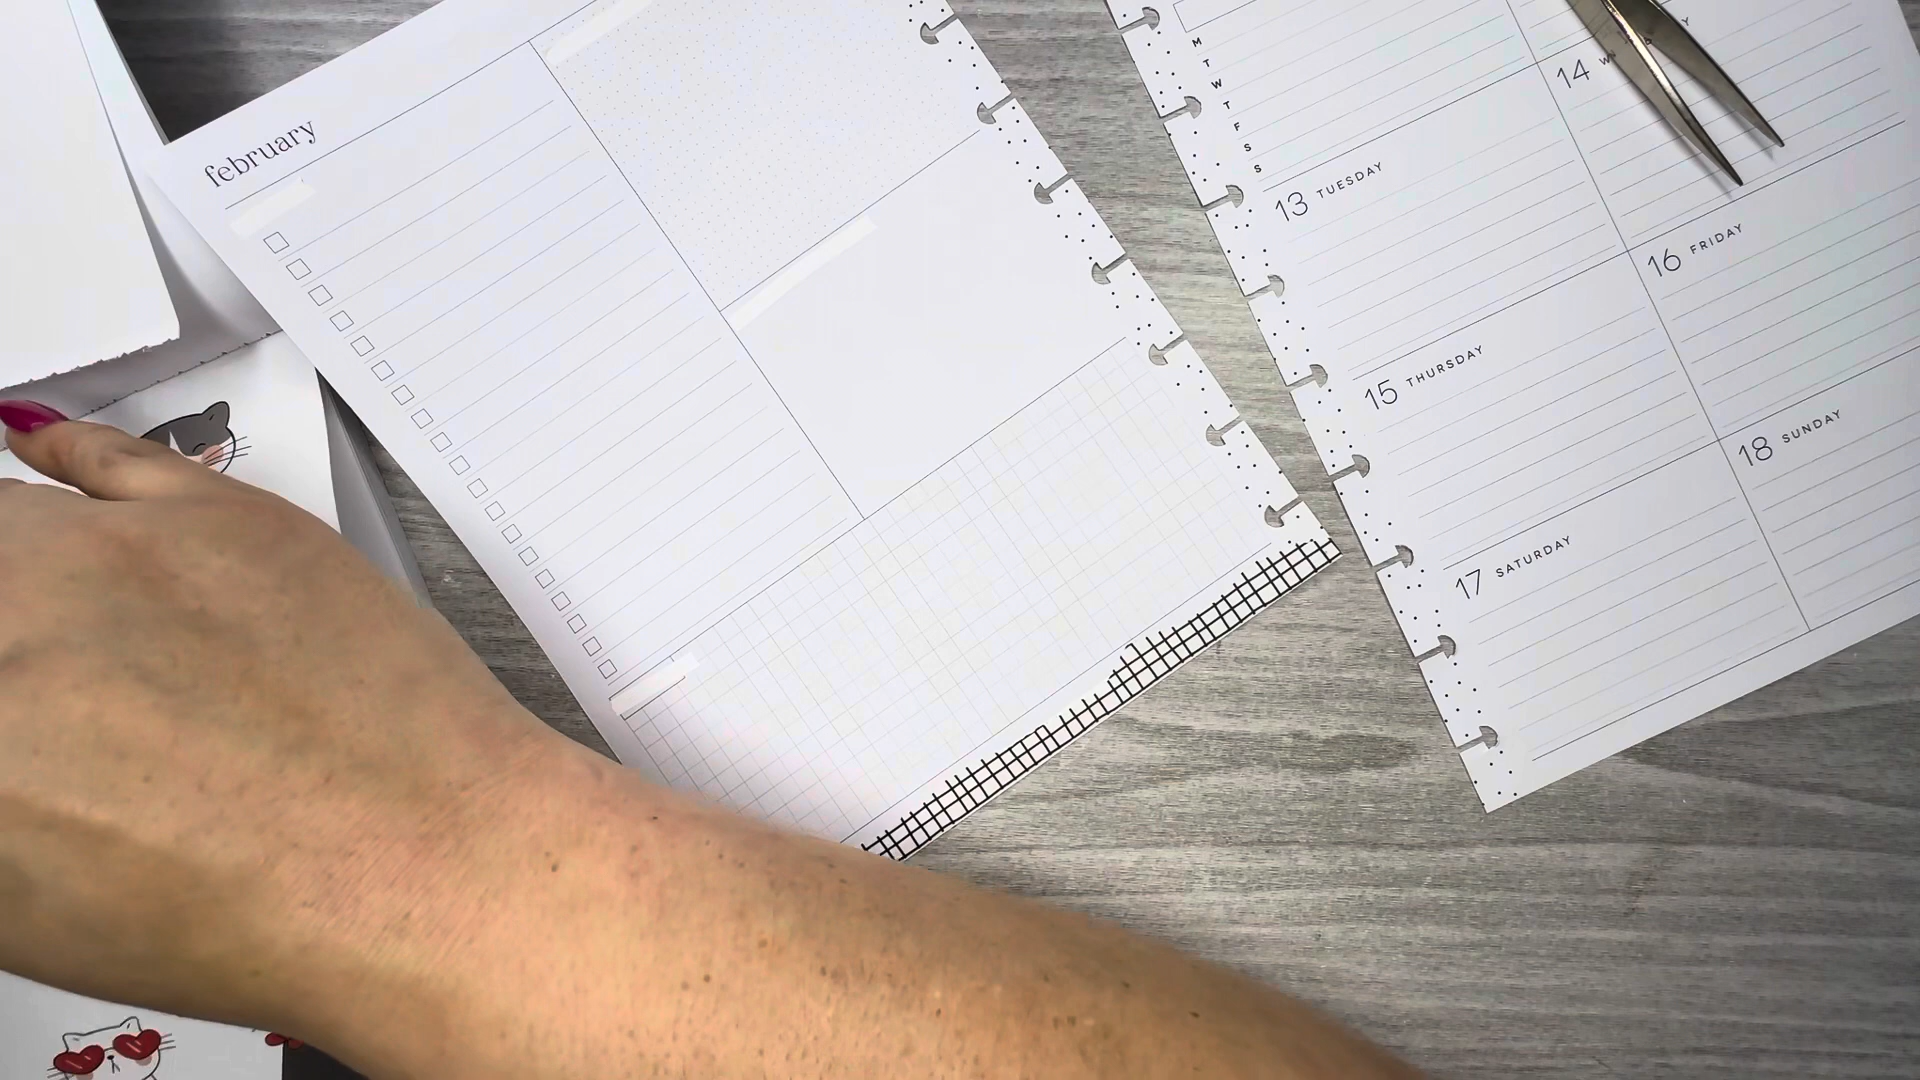 february
M
T
W
T
F
S
S
13 TUESDAY
14
15 THURSDAY
16 FRIDAY
17 SATURDAY
18 SUNDAY